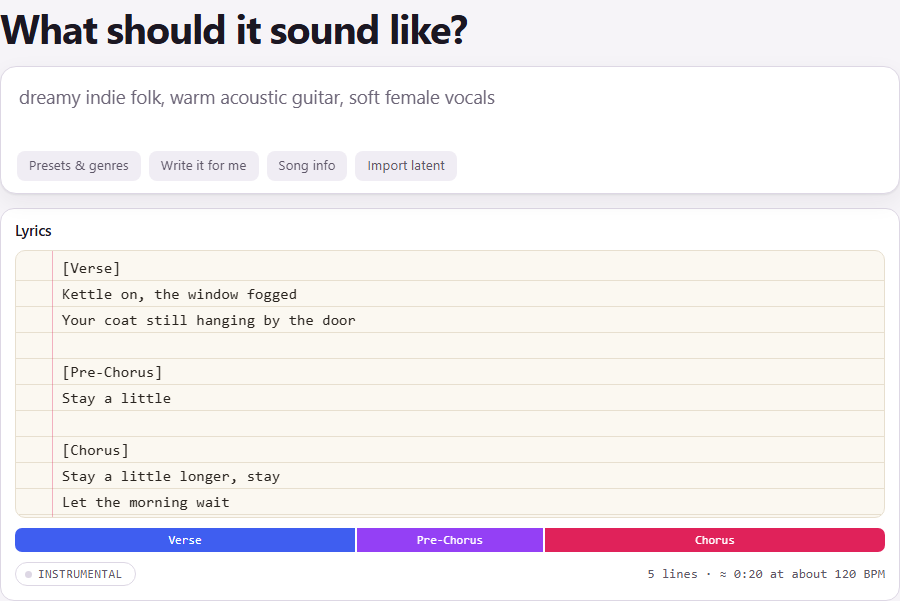 What should it sound like?
dreamy indie folk, warm acoustic guitar, soft female vocals
Presets & genres Write it for me Song info Import latent
Lyrics
[Verse]
Kettle on, the window fogged
Your coat still hanging by the door
[Pre-Chorus]
Stay a little
[Chorus]
Stay a little longer, stay
Let the morning wait
Verse Pre-Chorus Chorus
INSTRUMENTAL 5 lines · ≈ 0:20 at about 120 BPM